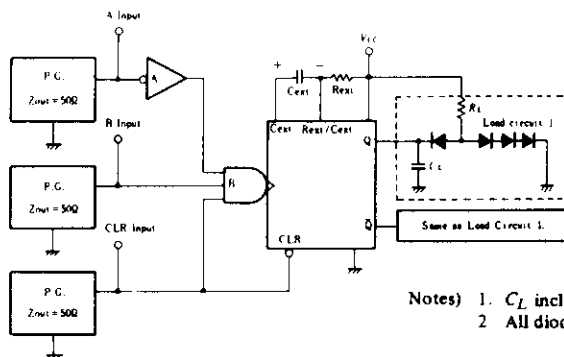 A Input
P.G.
Zout = 50Ω
A
B Input
P.G.
Zout = 50Ω
B
CLR Input
P.G.
Zout = 50Ω
Vcc
+
−
Cext
Rext
Cext
Rext/Cext
Q
Q̄
CLR
RL
Load circuit 1
CL
Same as Load Circuit 1.
Notes) 1. CL incl
2 All diod